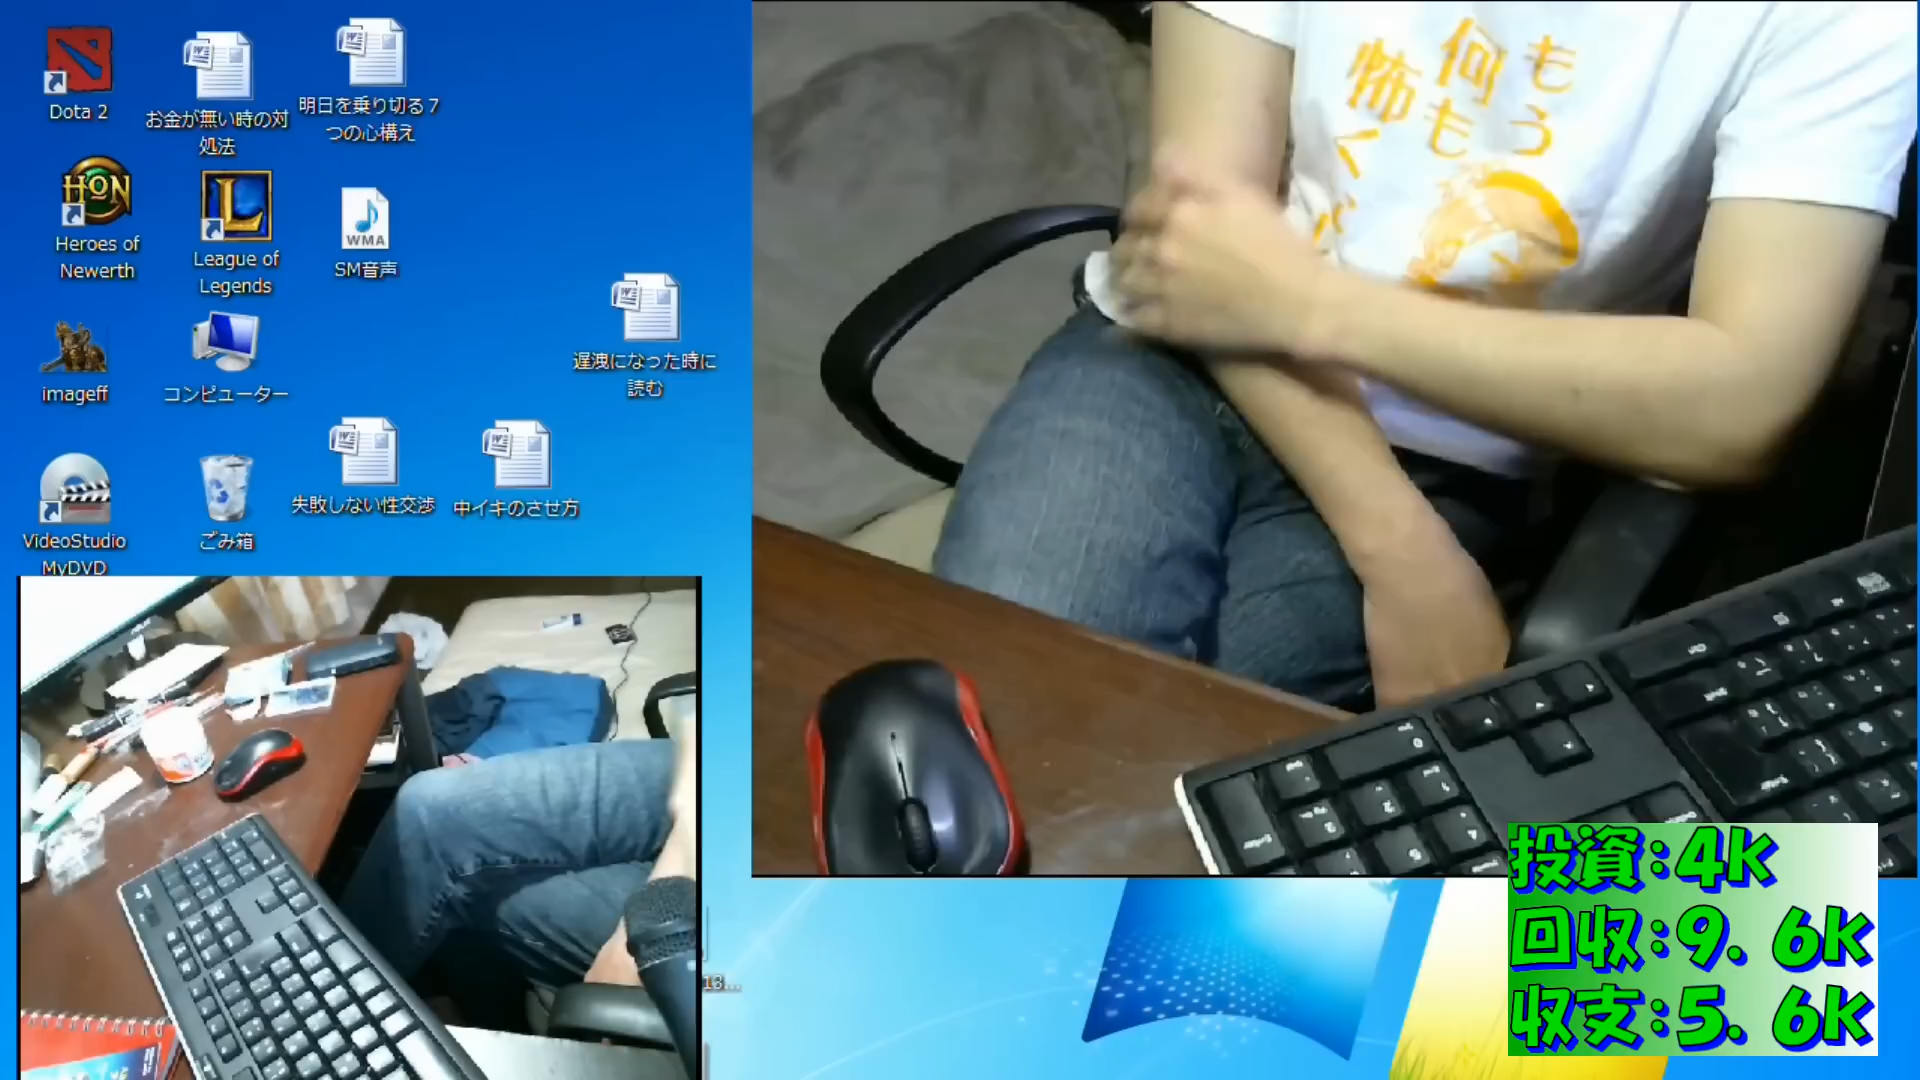 Dota 2
お金が無い時の対
処法
明日を乗り切る7
つの心構え
HON
Heroes of
Newerth
League of
Legends
WMA
SM音声
遅洩になった時に
読む
imageff
コンピューター
失敗しない性交渉
中イキのさせ方
VideoStudio
MyDVD
ごみ箱
もう
何も
怖く
13...
投資:4K
回収:9.6K
収支:5.6K